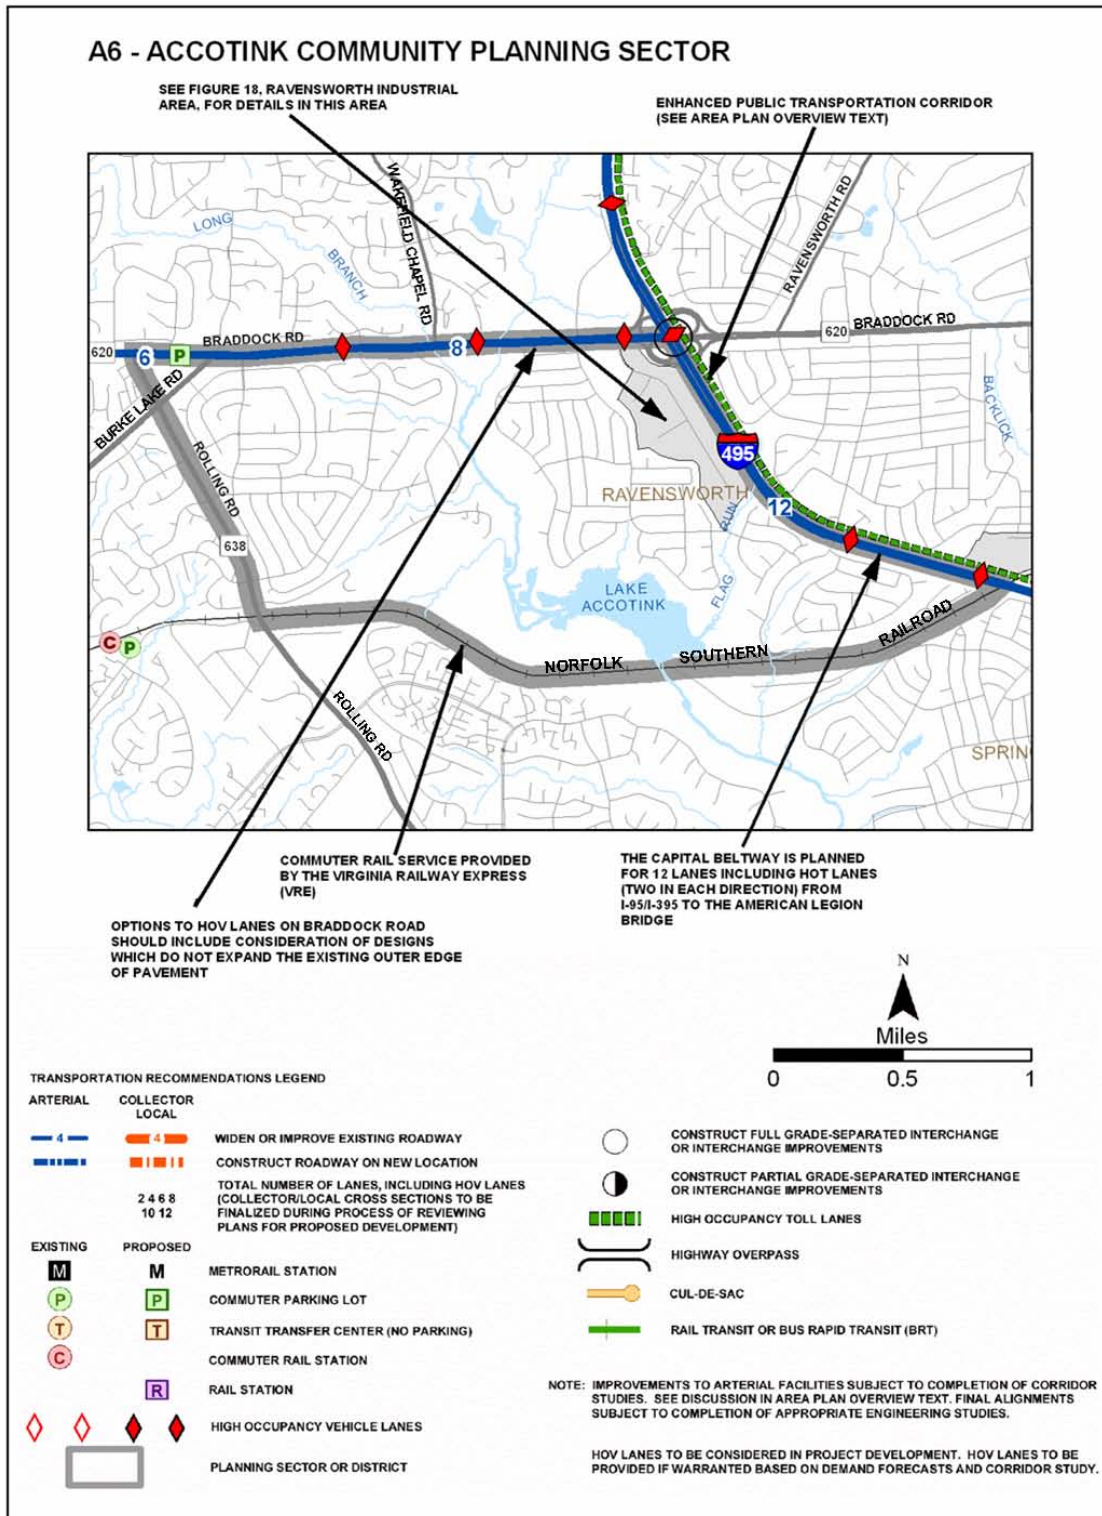 A6 - ACCOTINK COMMUNITY PLANNING SECTOR
SEE FIGURE 18, RAVENSWORTH INDUSTRIAL
AREA, FOR DETAILS IN THIS AREA
ENHANCED PUBLIC TRANSPORTATION CORRIDOR
(SEE AREA PLAN OVERVIEW TEXT)
WAKEFIELD CHAPEL RD
RAVENSWORTH RD
LONG
BRANCH
620
BRADDOCK RD
620
BRADDOCK RD
6
P
8
BURKE LAKE RD
BACKLICK
ROLLING RD
495
RAVENSWORTH
12
RUN
638
FLAG
LAKE
ACCOTINK
C
P
NORFOLK
SOUTHERN
RAILROAD
ROLLING RD
SPRIN
COMMUTER RAIL SERVICE PROVIDED
BY THE VIRGINIA RAILWAY EXPRESS
(VRE)
THE CAPITAL BELTWAY IS PLANNED
FOR 12 LANES INCLUDING HOT LANES
(TWO IN EACH DIRECTION) FROM
I-95/I-395 TO THE AMERICAN LEGION
BRIDGE
OPTIONS TO HOV LANES ON BRADDOCK ROAD
SHOULD INCLUDE CONSIDERATION OF DESIGNS
WHICH DO NOT EXPAND THE EXISTING OUTER EDGE
OF PAVEMENT
N
Miles
0 0.5 1
TRANSPORTATION RECOMMENDATIONS LEGEND
ARTERIAL
COLLECTOR
LOCAL
4
4
WIDEN OR IMPROVE EXISTING ROADWAY
CONSTRUCT ROADWAY ON NEW LOCATION
2 4 6 8
10 12
TOTAL NUMBER OF LANES, INCLUDING HOV LANES
(COLLECTOR/LOCAL CROSS SECTIONS TO BE
FINALIZED DURING PROCESS OF REVIEWING
PLANS FOR PROPOSED DEVELOPMENT)
EXISTING
PROPOSED
M
M
METRORAIL STATION
P
P
COMMUTER PARKING LOT
T
T
TRANSIT TRANSFER CENTER (NO PARKING)
C
COMMUTER RAIL STATION
R
RAIL STATION
HIGH OCCUPANCY VEHICLE LANES
PLANNING SECTOR OR DISTRICT
CONSTRUCT FULL GRADE-SEPARATED INTERCHANGE
OR INTERCHANGE IMPROVEMENTS
CONSTRUCT PARTIAL GRADE-SEPARATED INTERCHANGE
OR INTERCHANGE IMPROVEMENTS
HIGH OCCUPANCY TOLL LANES
HIGHWAY OVERPASS
CUL-DE-SAC
RAIL TRANSIT OR BUS RAPID TRANSIT (BRT)
NOTE: IMPROVEMENTS TO ARTERIAL FACILITIES SUBJECT TO COMPLETION OF CORRIDOR
STUDIES. SEE DISCUSSION IN AREA PLAN OVERVIEW TEXT. FINAL ALIGNMENTS
SUBJECT TO COMPLETION OF APPROPRIATE ENGINEERING STUDIES.
HOV LANES TO BE CONSIDERED IN PROJECT DEVELOPMENT. HOV LANES TO BE
PROVIDED IF WARRANTED BASED ON DEMAND FORECASTS AND CORRIDOR STUDY.